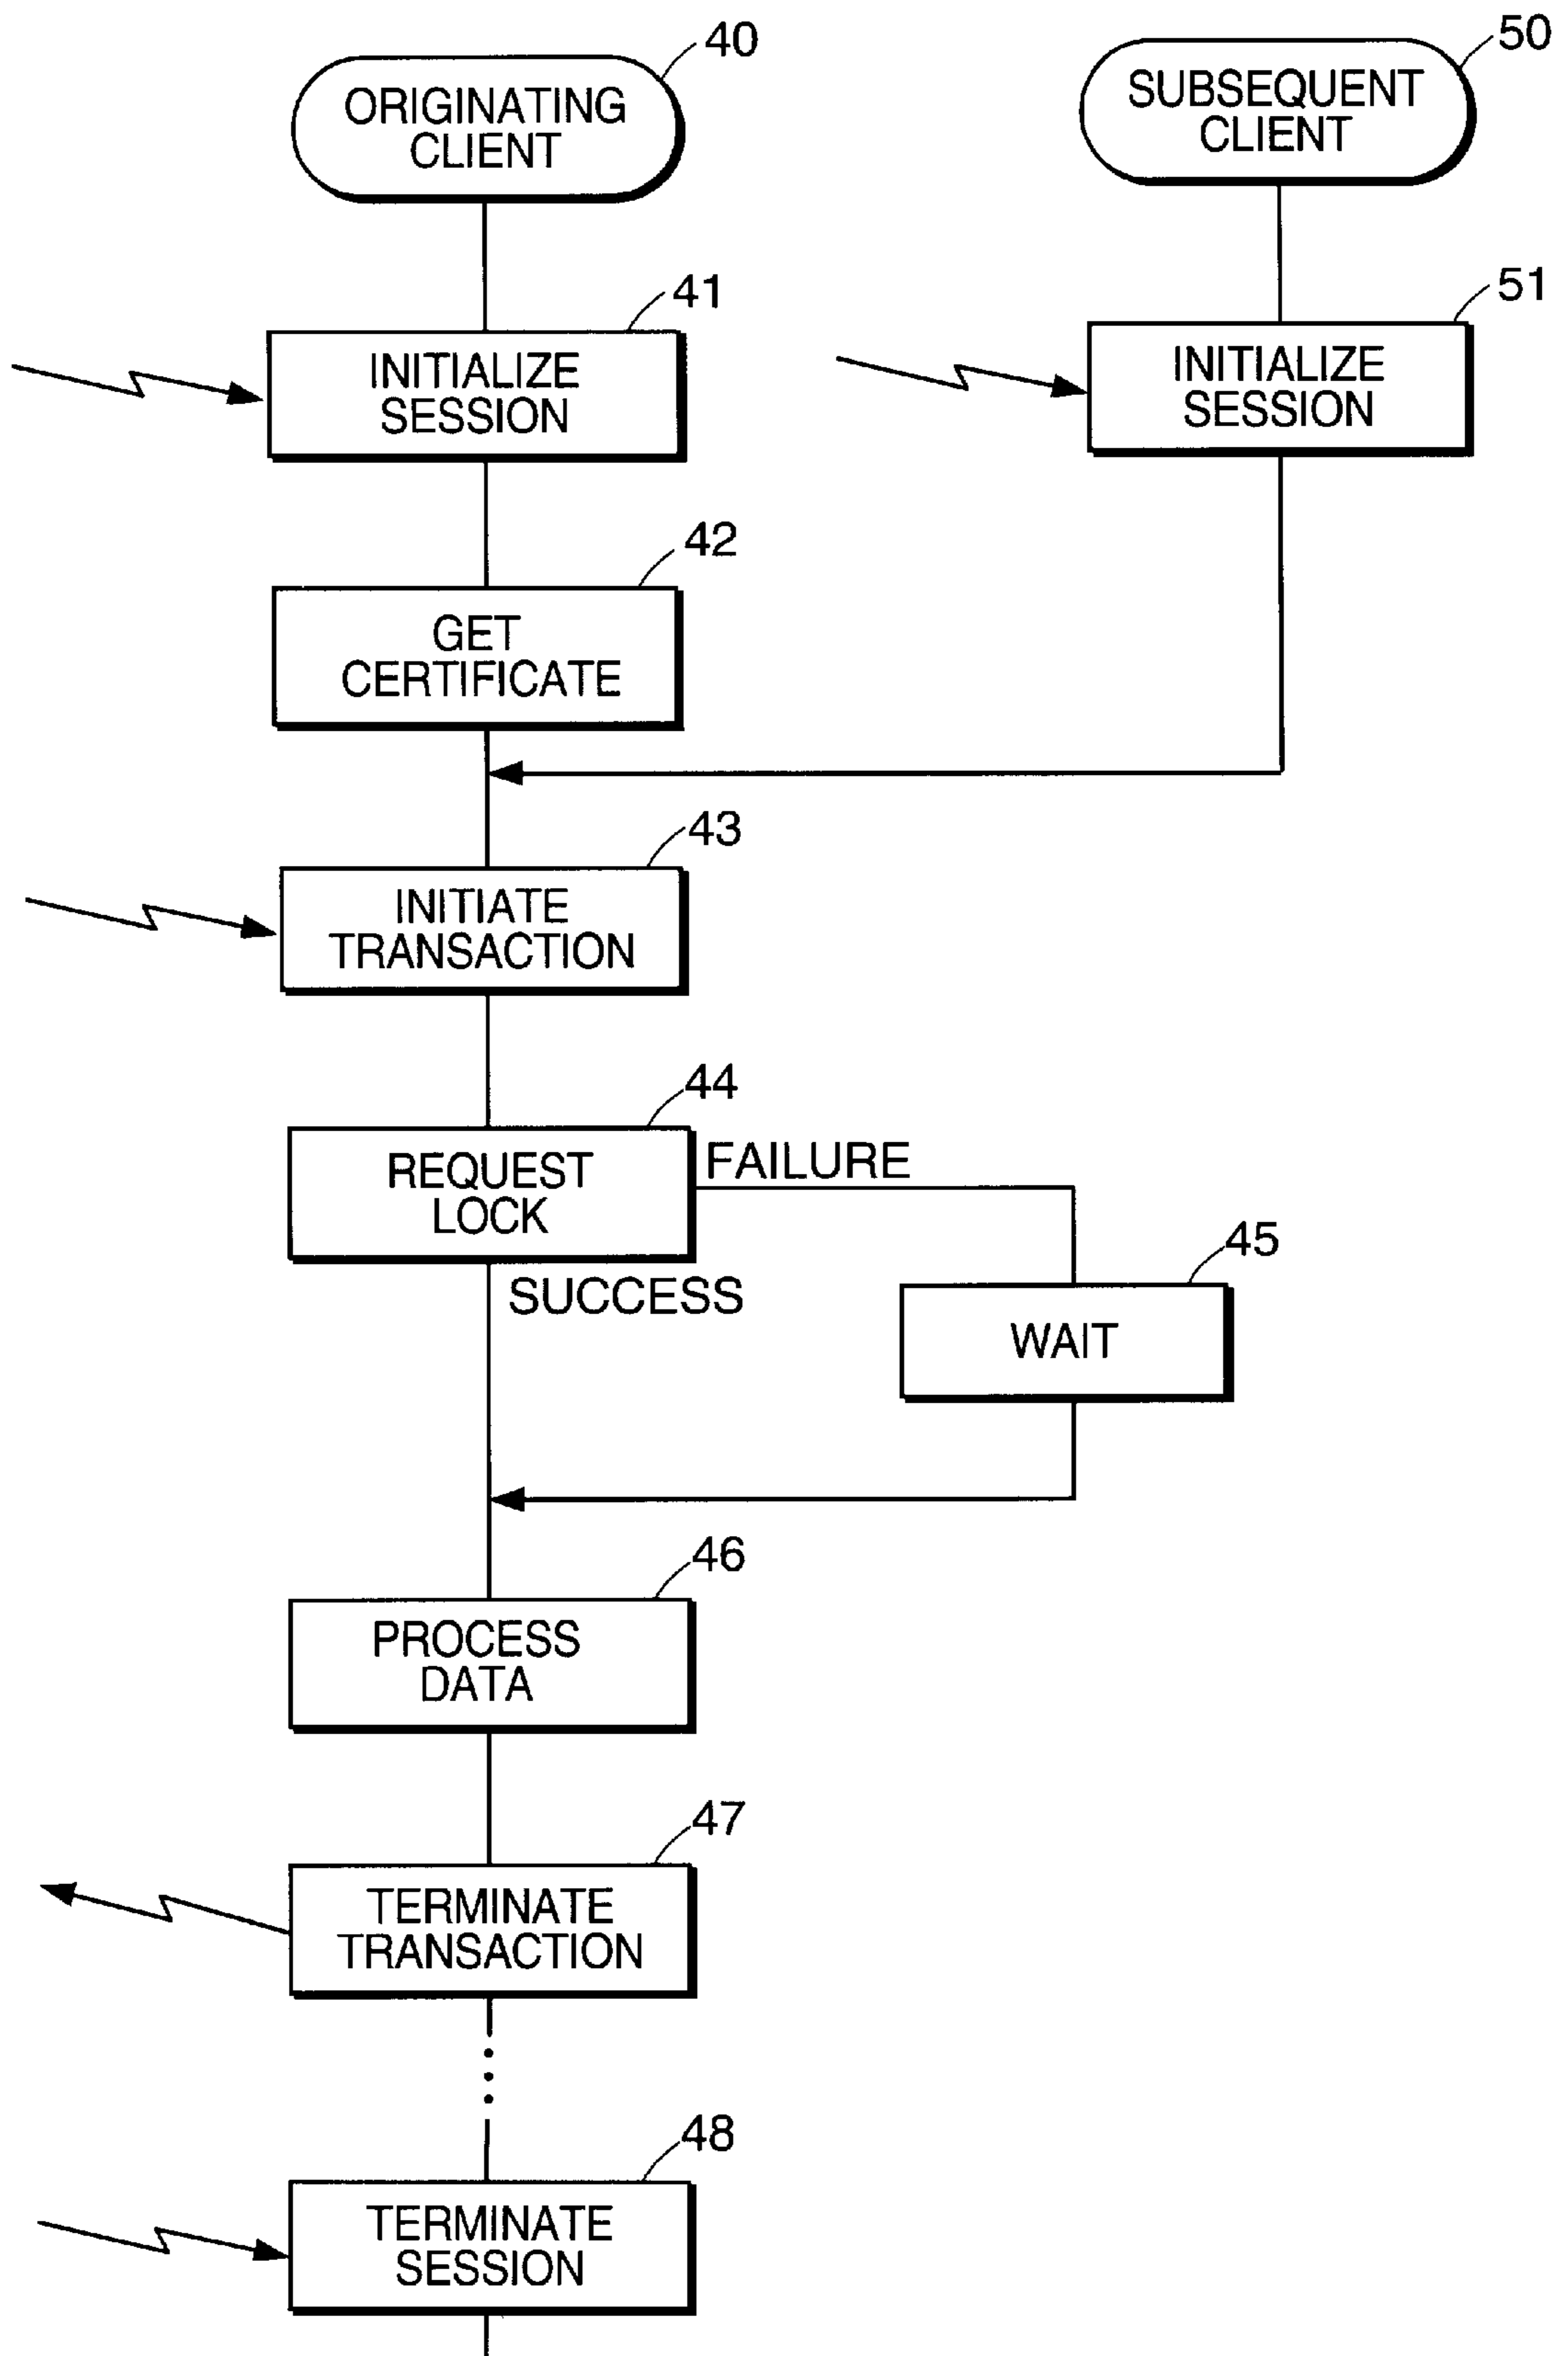 40
ORIGINATING
CLIENT
50
SUBSEQUENT
CLIENT
41
INITIALIZE
SESSION
51
INITIALIZE
SESSION
42
GET
CERTIFICATE
43
INITIATE
TRANSACTION
44
REQUEST
LOCK
FAILURE
SUCCESS
45
WAIT
46
PROCESS
DATA
47
TERMINATE
TRANSACTION
48
TERMINATE
SESSION